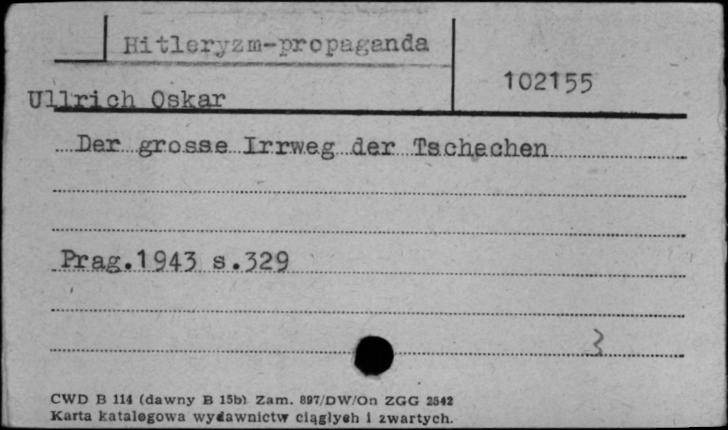 Hitleryzm-propaganda
102155
Ullrich Oskar
Der grosse Irrweg der Tschechen
Prag.1943 s.329
3
CWD B 114 (dawny B 15b) Zam. 897/DW/On ZGG 2542
Karta katalogowa wydawnictw ciągłych i zwartych.